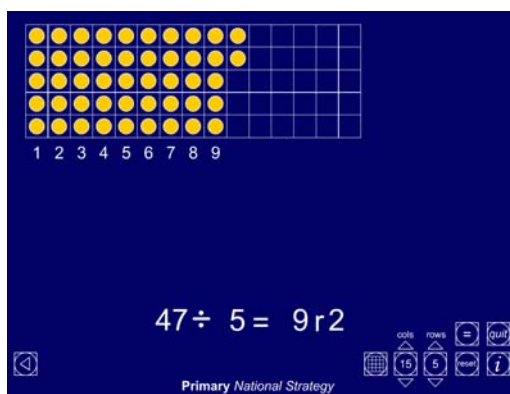 1 2 3 4 5 6 7 8 9
47÷ 5= 9r2
cols rows = quit
15 5 reset i
Primary National Strategy